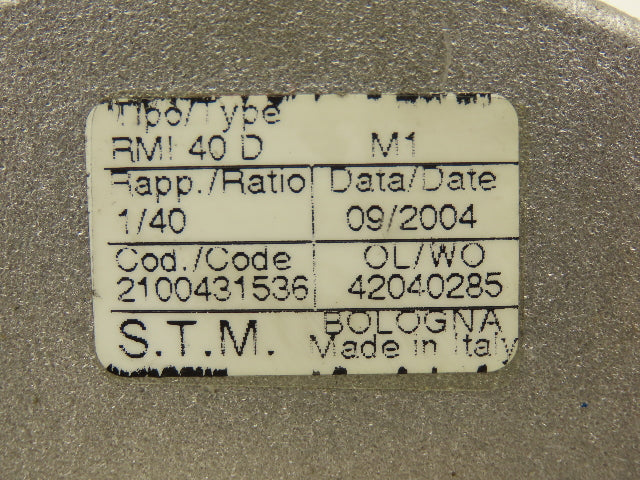 Tipo/Type
RMI 40 D M1
Rapp./Ratio Data/Date
1/40 09/2004
Cod./Code OL/WO
2100431536 42040285
S.T.M. BOLOGNA
Made in Italy